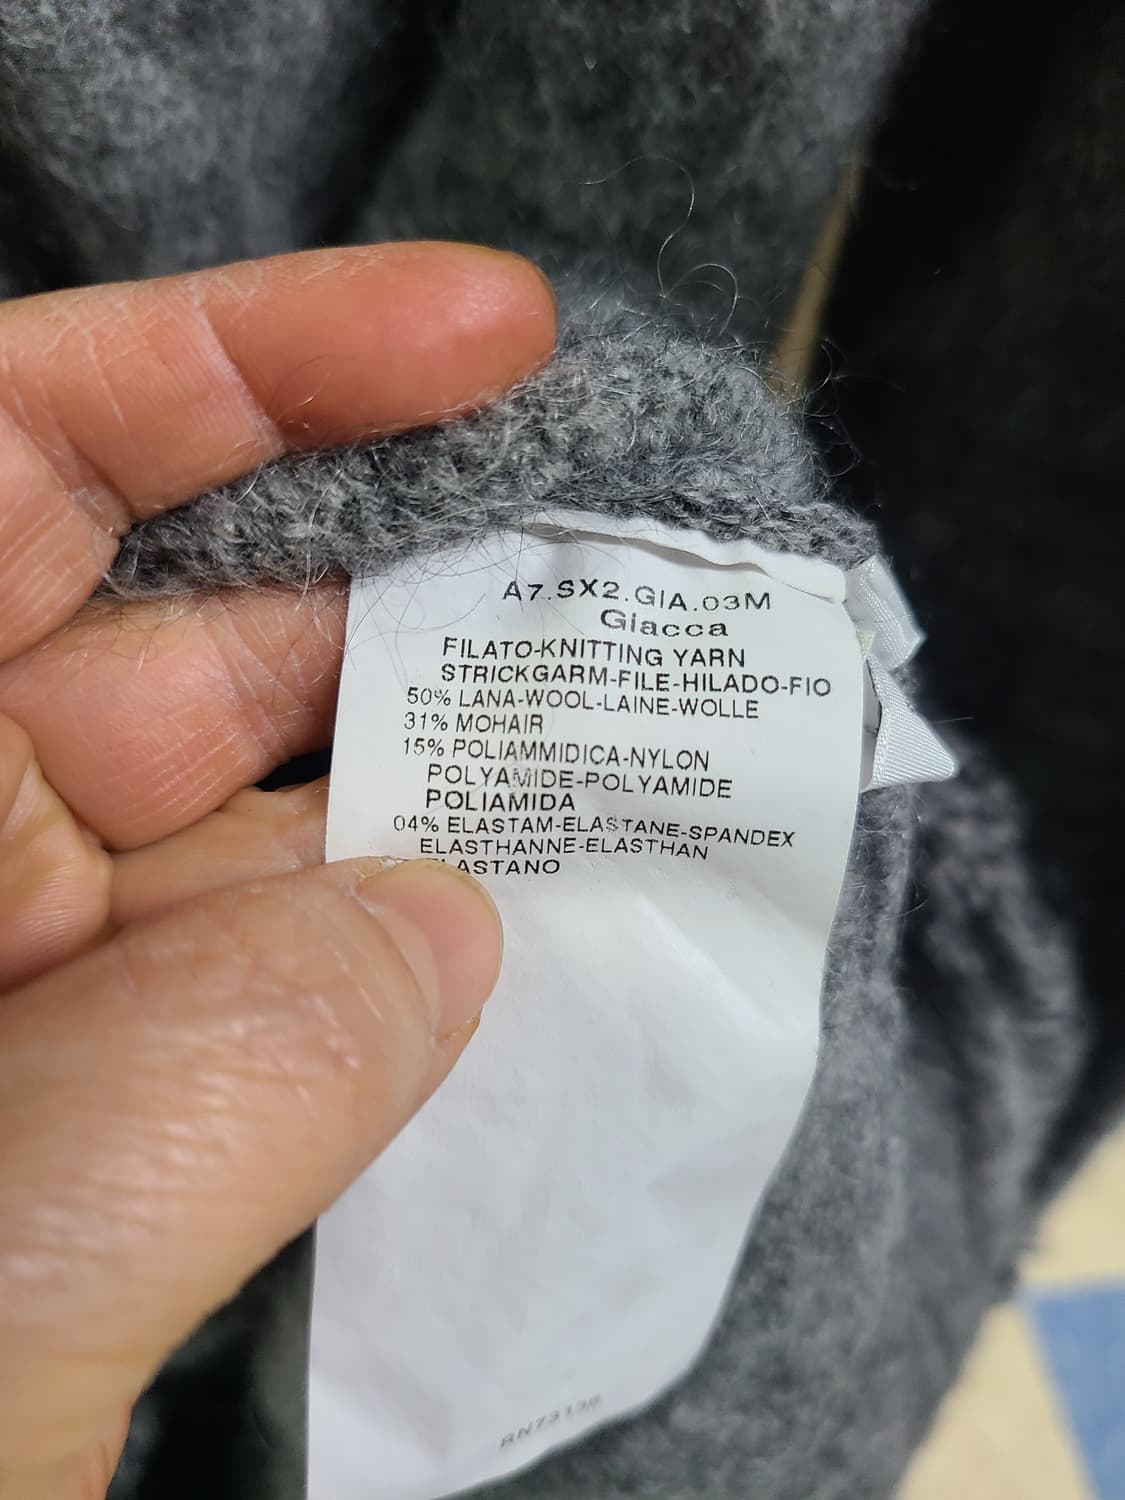 A7.SX2.GIA.03M
Giacca
FILATO-KNITTING YARN
STRICKGARM-FILE-HILADO-FIO
50% LANA-WOOL-LAINE-WOLLE
31% MOHAIR
15% POLIAMMIDICA-NYLON
POLYAMIDE-POLYAMIDE
POLIAMIDA
04% ELASTAM-ELASTANE-SPANDEX
ELASTHANNE-ELASTHAN
ELASTANO